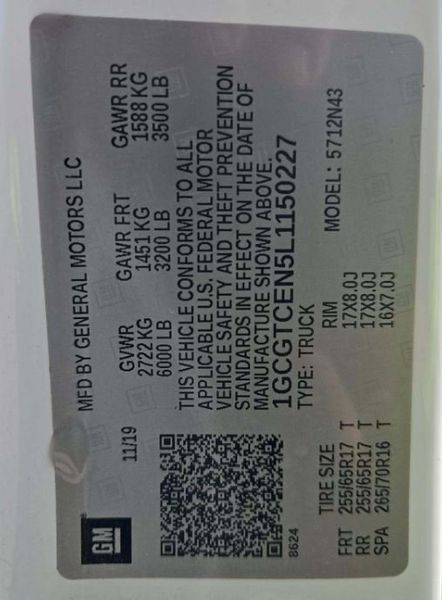 GM
MFD BY GENERAL MOTORS LLC
11/19
GVWR GAWR FRT GAWR RR
2722 KG 1451 KG 1588 KG
6000 LB 3200 LB 3500 LB
THIS VEHICLE CONFORMS TO ALL
APPLICABLE U.S. FEDERAL MOTOR
VEHICLE SAFETY AND THEFT PREVENTION
STANDARDS IN EFFECT ON THE DATE OF
MANUFACTURE SHOWN ABOVE.
1GCGTCEN5L1150227
TYPE: TRUCK
8624
MODEL: 5712N43
TIRE SIZE RIM
FRT 255/65R17 T 17X8.0J
RR 255/65R17 T 17X8.0J
SPA 265/70R16 T 16X7.0J